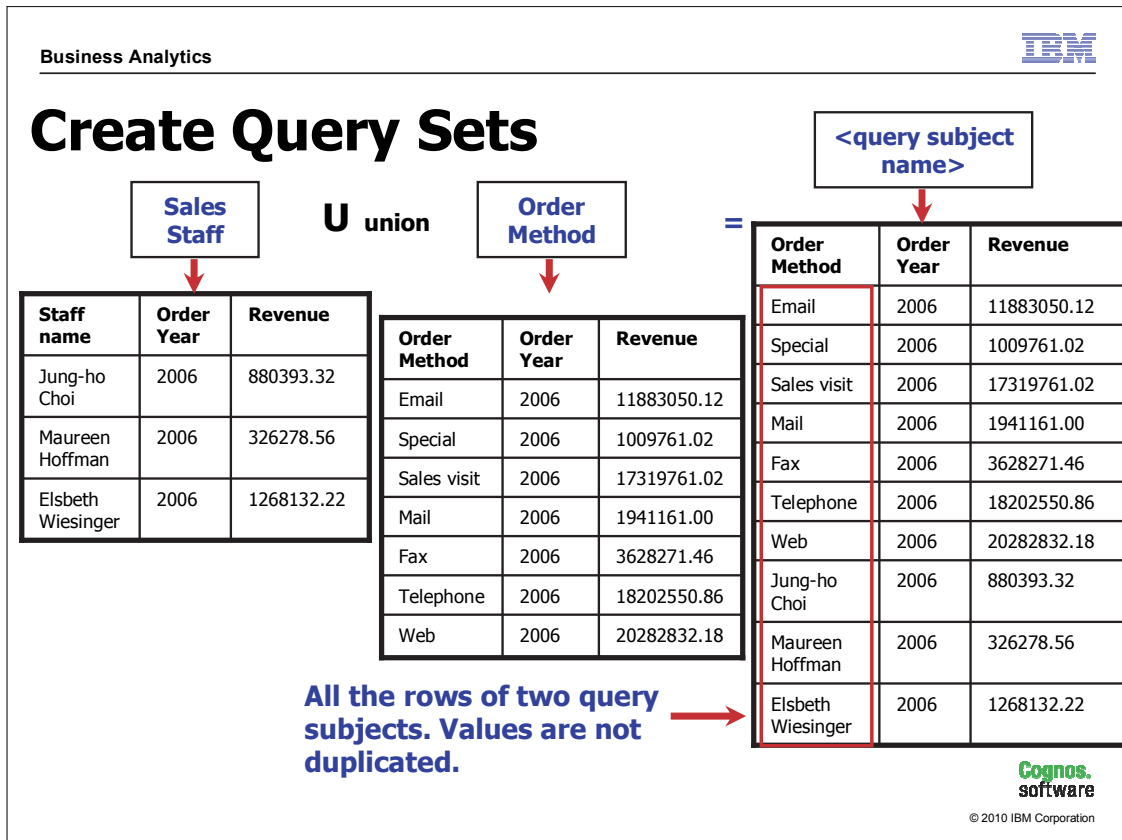 Business Analytics
IBM
Create Query Sets
Sales
Staff
U union
Order
Method
=
<query subject
name>
Staff
name
Order
Year
Revenue
Jung-ho
Choi
2006
880393.32
Maureen
Hoffman
2006
326278.56
Elsbeth
Wiesinger
2006
1268132.22
Order
Method
Order
Year
Revenue
Email
2006
11883050.12
Special
2006
1009761.02
Sales visit
2006
17319761.02
Mail
2006
1941161.00
Fax
2006
3628271.46
Telephone
2006
18202550.86
Web
2006
20282832.18
Order
Method
Order
Year
Revenue
Email
2006
11883050.12
Special
2006
1009761.02
Sales visit
2006
17319761.02
Mail
2006
1941161.00
Fax
2006
3628271.46
Telephone
2006
18202550.86
Web
2006
20282832.18
Jung-ho
Choi
2006
880393.32
Maureen
Hoffman
2006
326278.56
Elsbeth
Wiesinger
2006
1268132.22
All the rows of two query
subjects. Values are not
duplicated.
Cognos.
software
© 2010 IBM Corporation